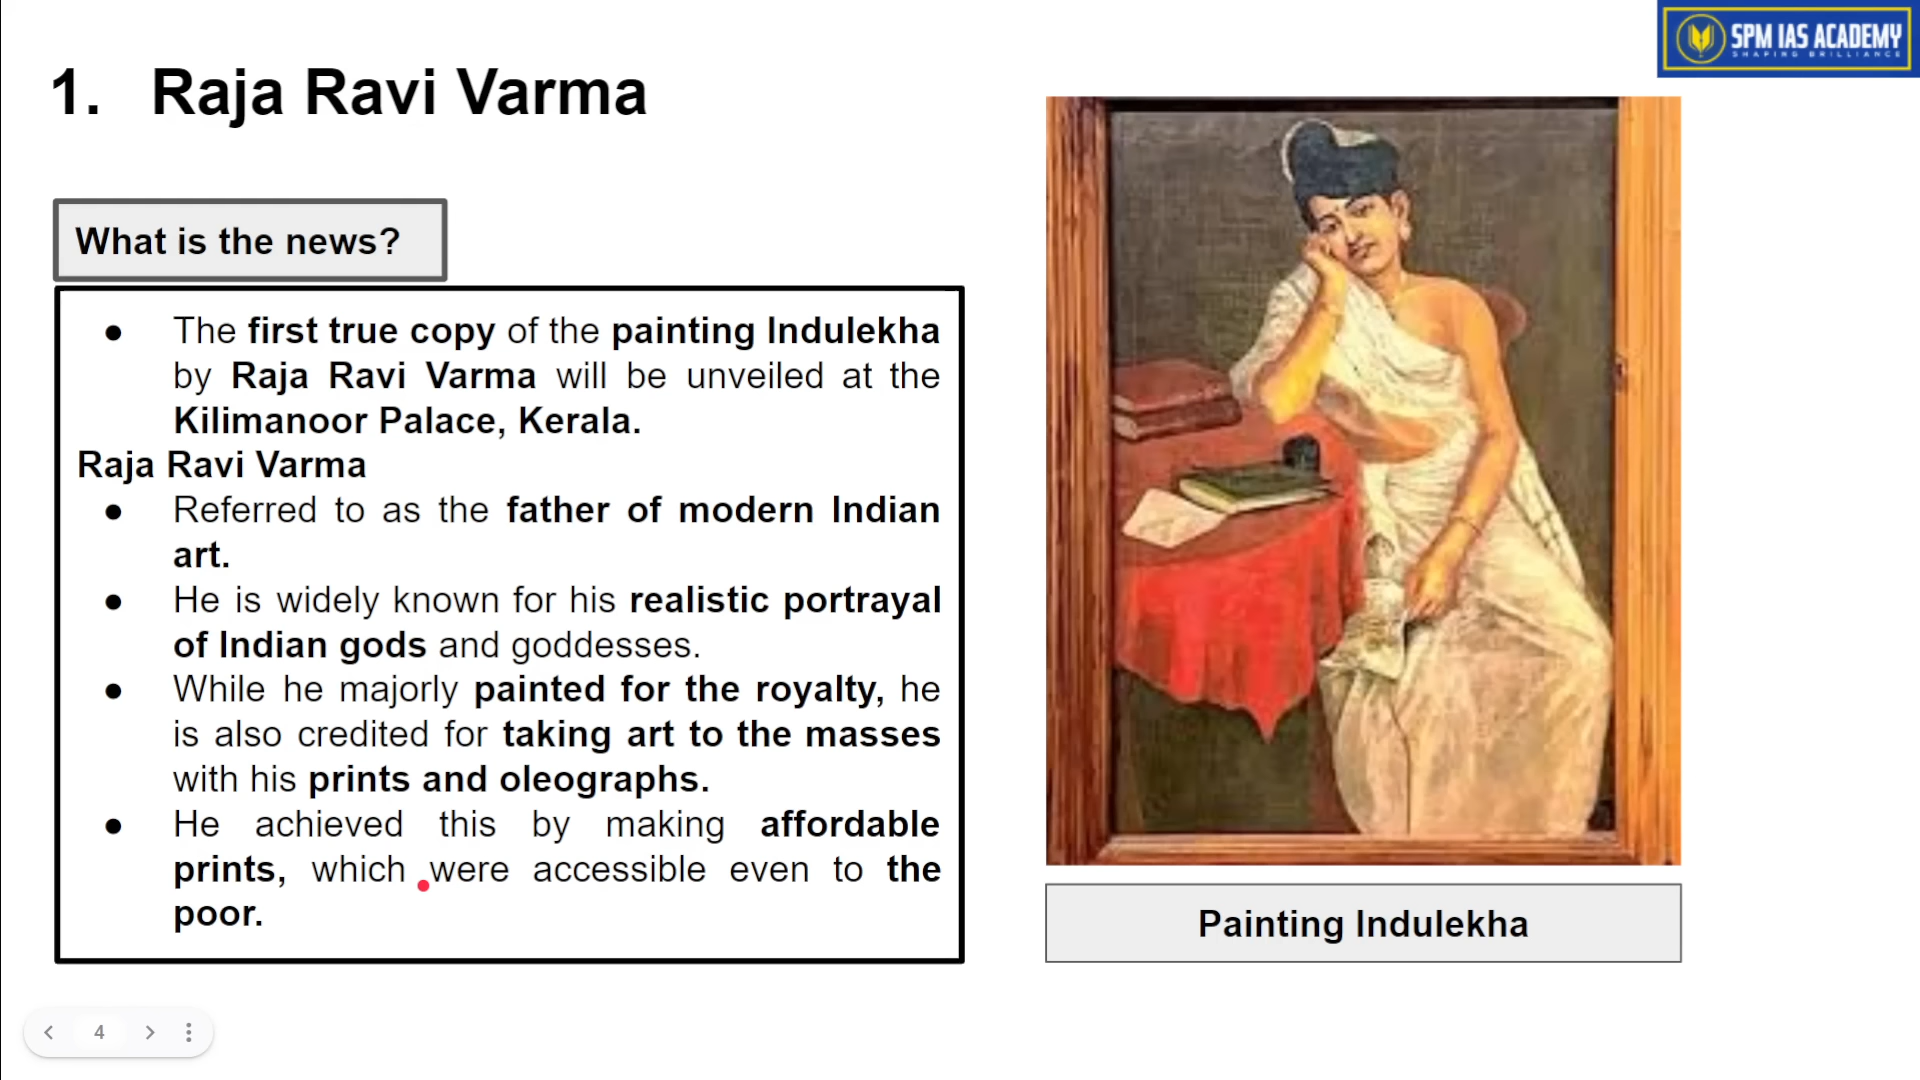 SPM IAS ACADEMY
SHAPING BRILLIANCE
1. Raja Ravi Varma
What is the news?
● The first true copy of the painting Indulekha
by Raja Ravi Varma will be unveiled at the
Kilimanoor Palace, Kerala.
Raja Ravi Varma
● Referred to as the father of modern Indian
art.
● He is widely known for his realistic portrayal
of Indian gods and goddesses.
● While he majorly painted for the royalty, he
is also credited for taking art to the masses
with his prints and oleographs.
● He achieved this by making affordable
prints, which were accessible even to the
poor.
Painting Indulekha
4